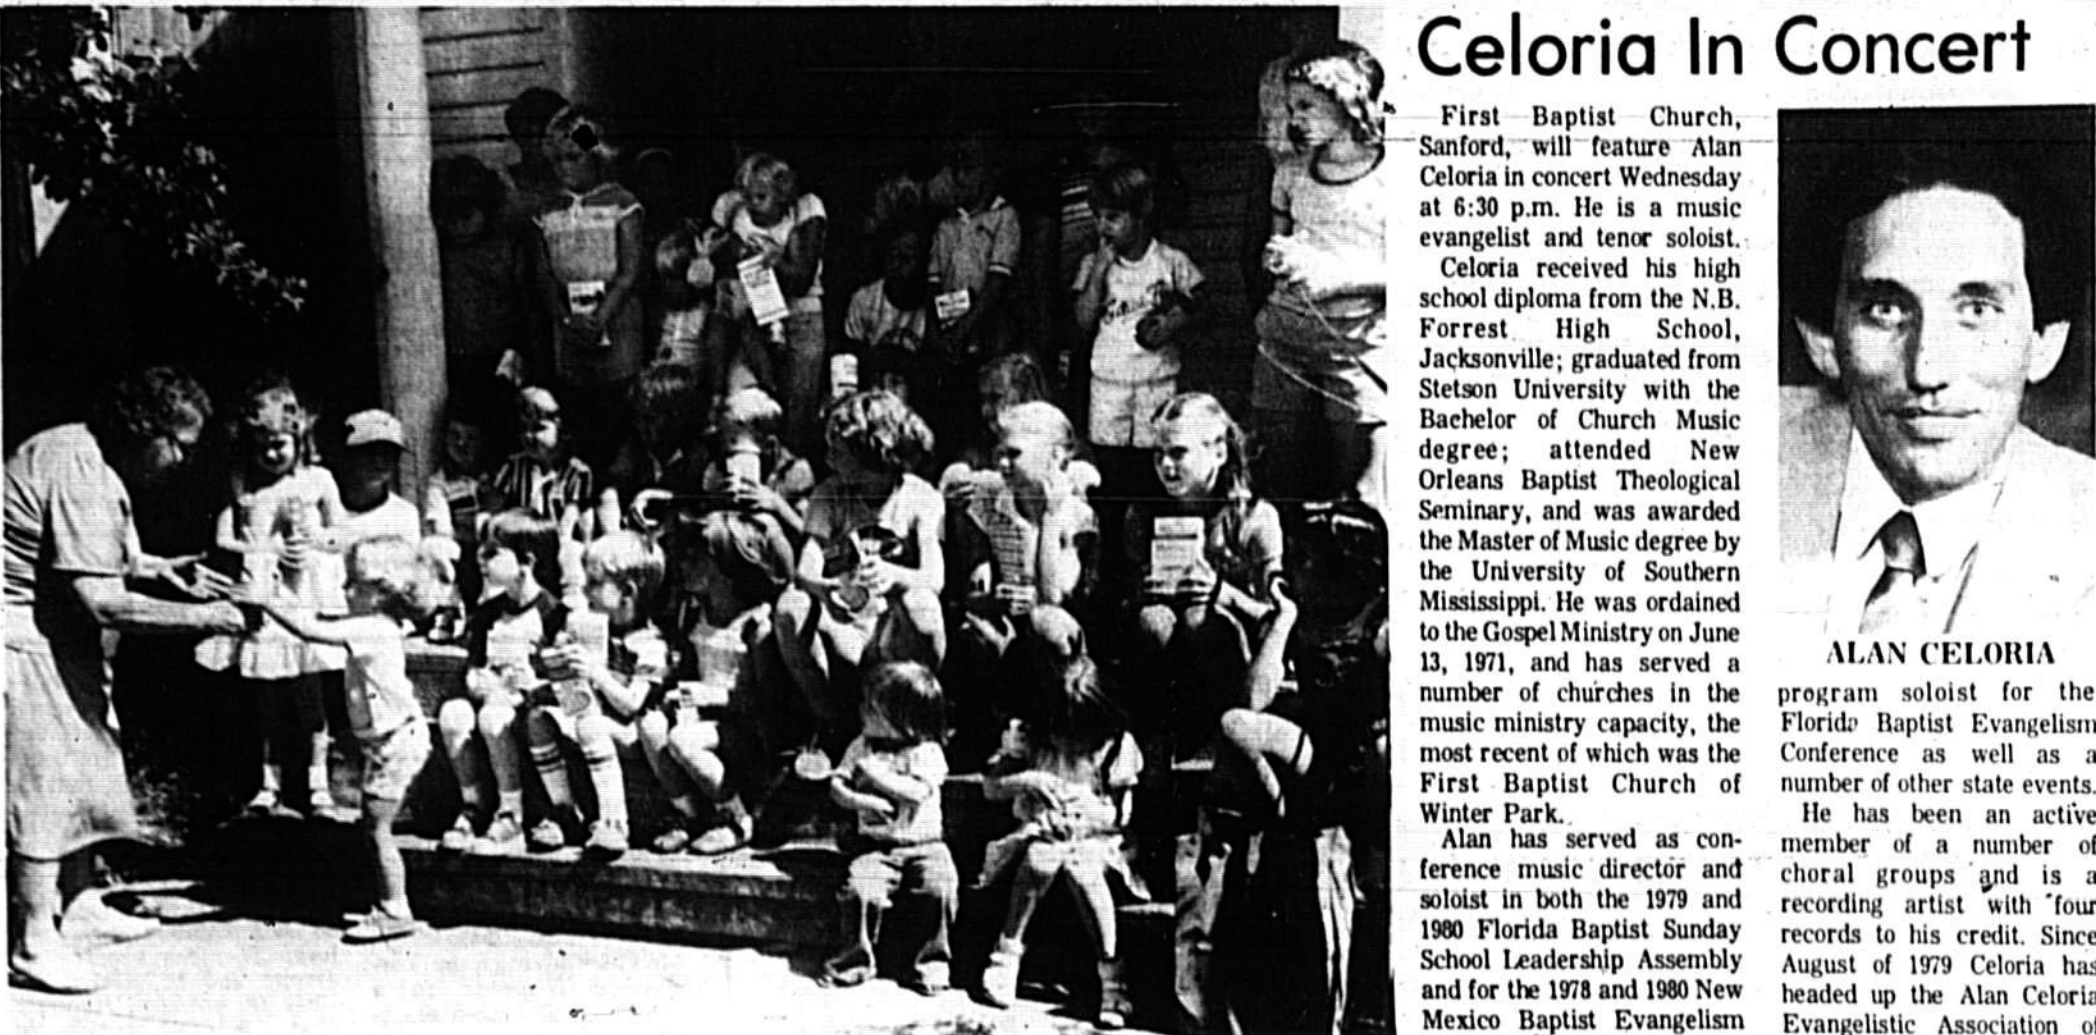 Celoria In Concert
First Baptist Church,
Sanford, will feature Alan
Celoria in concert Wednesday
at 6:30 p.m. He is a music
evangelist and tenor soloist.
Celoria received his high
school diploma from the N.B.
Forrest High School,
Jacksonville; graduated from
Stetson University with the
Bachelor of Church Music
degree; attended New
Orleans Baptist Theological
Seminary, and was awarded
the Master of Music degree by
the University of Southern
Mississippi. He was ordained
to the Gospel Ministry on June
13, 1971, and has served a
number of churches in the
music ministry capacity, the
most recent of which was the
First Baptist Church of
Winter Park.
Alan has served as con-
ference music director and
soloist in both the 1979 and
1980 Florida Baptist Sunday
School Leadership Assembly
and for the 1978 and 1980 New
Mexico Baptist Evangelism
ALAN CELORIA
program soloist for the
Florida Baptist Evangelism
Conference as well as a
number of other state events.
He has been an active
member of a number of
choral groups and is a
recording artist with four
records to his credit. Since
August of 1979 Celoria has
headed up the Alan Celoria
Evangelistic Association of